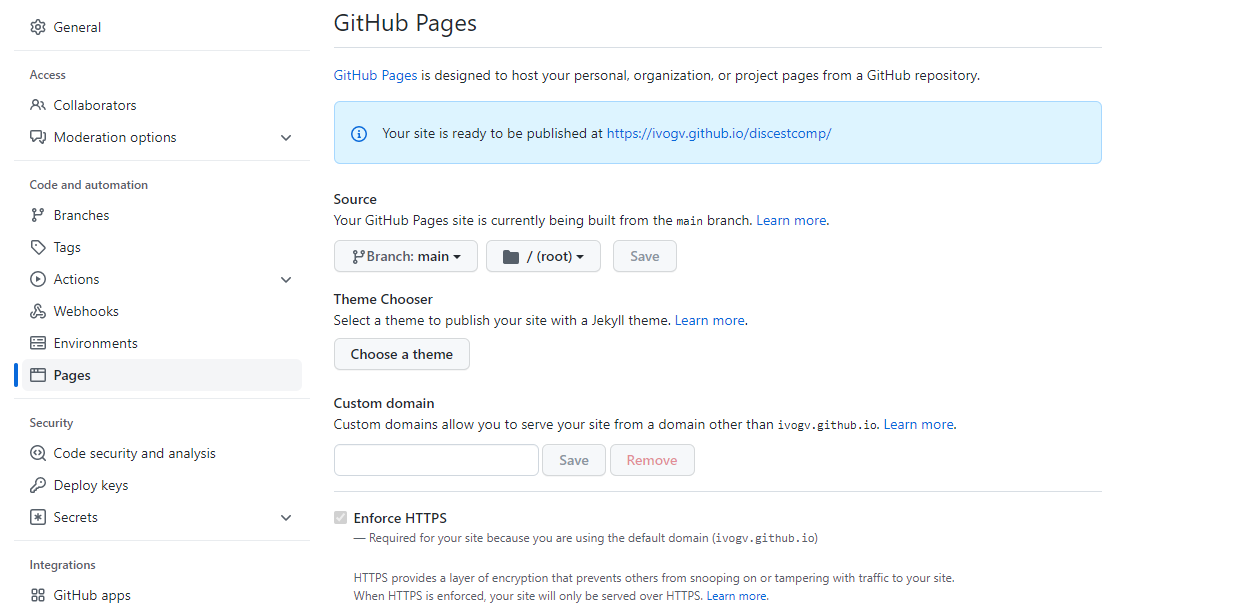 General
Access
Collaborators
Moderation options
Code and automation
Branches
Tags
Actions
Webhooks
Environments
Pages
Security
Code security and analysis
Deploy keys
Secrets
Integrations
GitHub apps
GitHub Pages
GitHub Pages is designed to host your personal, organization, or project pages from a GitHub repository.
Your site is ready to be published at https://ivogv.github.io/discestcomp/
Source
Your GitHub Pages site is currently being built from the main branch. Learn more.
Branch: main / (root) Save
Theme Chooser
Select a theme to publish your site with a Jekyll theme. Learn more.
Choose a theme
Custom domain
Custom domains allow you to serve your site from a domain other than ivogv.github.io. Learn more.
Save Remove
Enforce HTTPS
— Required for your site because you are using the default domain (ivogv.github.io)
HTTPS provides a layer of encryption that prevents others from snooping on or tampering with traffic to your site.
When HTTPS is enforced, your site will only be served over HTTPS. Learn more.